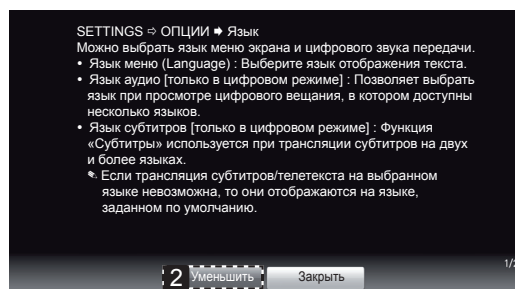 SETTINGS ⇨ ОПЦИИ ➡ Язык
Можно выбрать язык меню экрана и цифрового звука передачи.
• Язык меню (Language) : Выберите язык отображения текста.
• Язык аудио [только в цифровом режиме] : Позволяет выбрать
язык при просмотре цифрового вещания, в котором доступны
несколько языков.
• Язык субтитров [только в цифровом режиме] : Функция
«Субтитры» используется при трансляции субтитров на двух
и более языках.
✎ Если трансляция субтитров/телетекста на выбранном
языке невозможна, то они отображаются на языке,
заданном по умолчанию.
2 Уменьшить Закрыть